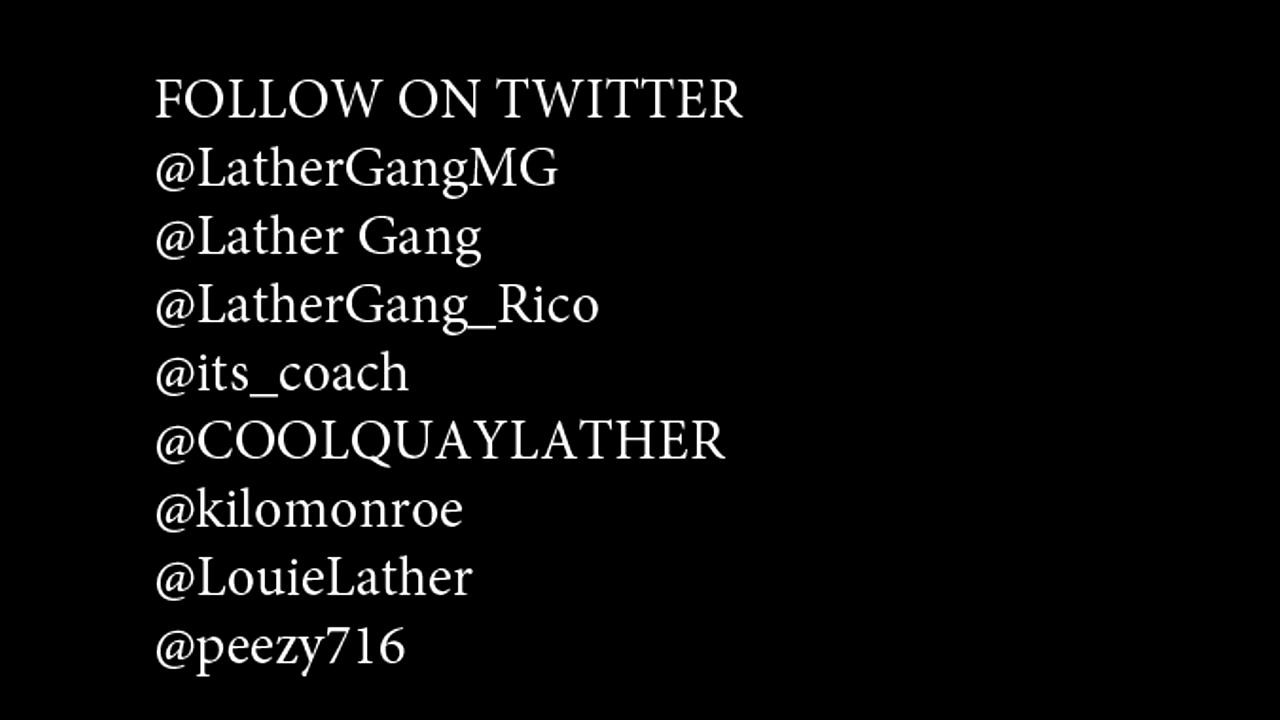 FOLLOW ON TWITTER
@LatherGangMG
@Lather Gang
@LatherGang_Rico
@its_coach
@COOLQUAYLATHER
@kilomonroe
@LouieLather
@peezy716